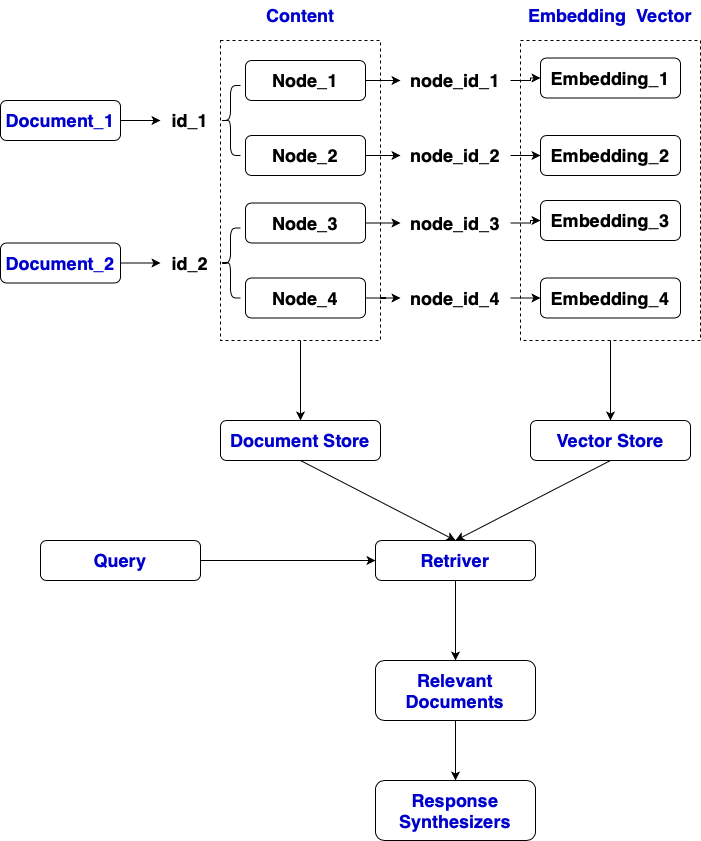 Content
Embedding Vector
Node_1
node_id_1
Embedding_1
Document_1
id_1
Node_2
node_id_2
Embedding_2
Node_3
node_id_3
Embedding_3
Document_2
id_2
Node_4
node_id_4
Embedding_4
Document Store
Vector Store
Query
Retriver
Relevant
Documents
Response
Synthesizers